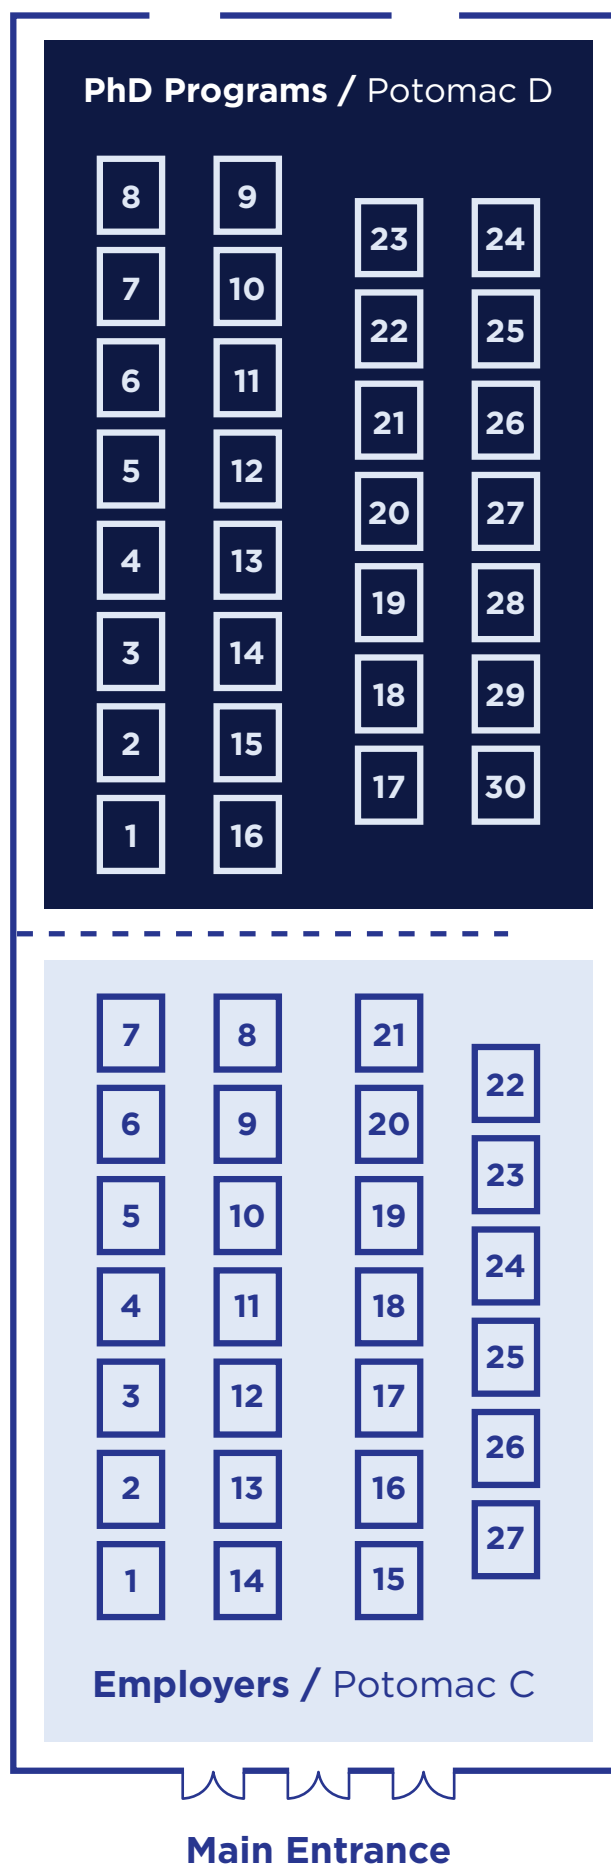 PhD Programs / Potomac D
8 9
23 24
7 10
22 25
6 11
21 26
5 12
20 27
4 13
19 28
3 14
18 29
2 15
17 30
1 16
7 8 21
22
6 9 20
23
5 10 19
24
4 11 18
25
3 12 17
26
2 13 16
27
1 14 15
Employers / Potomac C
Main Entrance